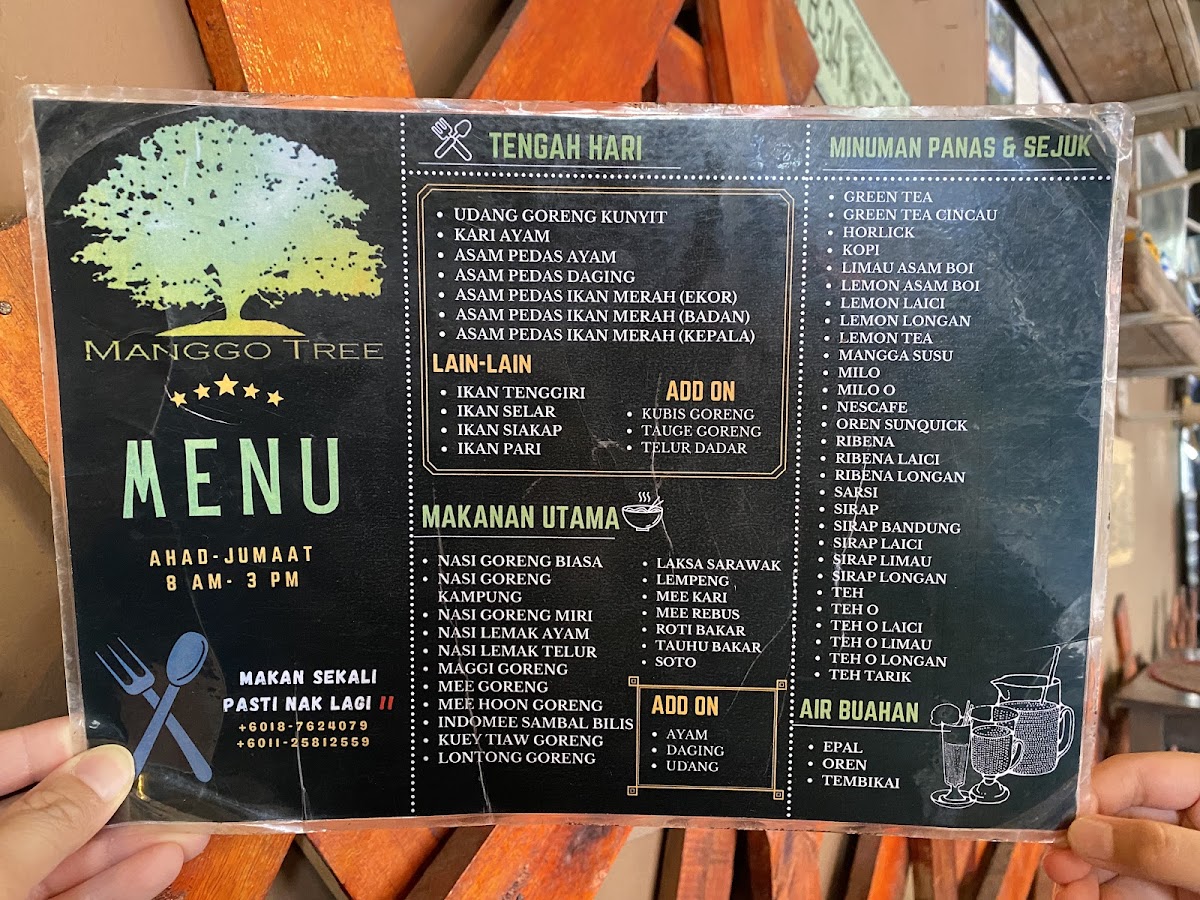 MANGGO TREE
MENU
AHAD-JUMAAT
8 AM- 3 PM
MAKAN SEKALI
PASTI NAK LAGI !!
+6018-7624079
+6011-25812559
TENGAH HARI
UDANG GORENG KUNYIT
KARI AYAM
ASAM PEDAS AYAM
ASAM PEDAS DAGING
ASAM PEDAS IKAN MERAH (EKOR)
ASAM PEDAS IKAN MERAH (BADAN)
ASAM PEDAS IKAN MERAH (KEPALA)
LAIN-LAIN
IKAN TENGGIRI
IKAN SELAR
IKAN SIAKAP
IKAN PARI
ADD ON
KUBIS GORENG
TAUGE GORENG
TELUR DADAR
MAKANAN UTAMA
NASI GORENG BIASA
NASI GORENG
KAMPUNG
NASI GORENG MIRI
NASI LEMAK AYAM
NASI LEMAK TELUR
MAGGI GORENG
MEE GORENG
MEE HOON GORENG
INDOMEE SAMBAL BILIS
KUEY TIAW GORENG
LONTONG GORENG
LAKSA SARAWAK
LEMPENG
MEE KARI
MEE REBUS
ROTI BAKAR
TAUHU BAKAR
SOTO
ADD ON
AYAM
DAGING
UDANG
MINUMAN PANAS & SEJUK
GREEN TEA
GREEN TEA CINCAU
HORLICK
KOPI
LIMAU ASAM BOI
LEMON ASAM BOI
LEMON LAICI
LEMON LONGAN
LEMON TEA
MANGGA SUSU
MILO
MILO O
NESCAFE
OREN SUNQUICK
RIBENA
RIBENA LAICI
RIBENA LONGAN
SARSI
SIRAP
SIRAP BANDUNG
SIRAP LAICI
SIRAP LIMAU
SIRAP LONGAN
TEH
TEH O
TEH O LAICI
TEH O LIMAU
TEH O LONGAN
TEH TARIK
AIR BUAHAN
EPAL
OREN
TEMBIKAI